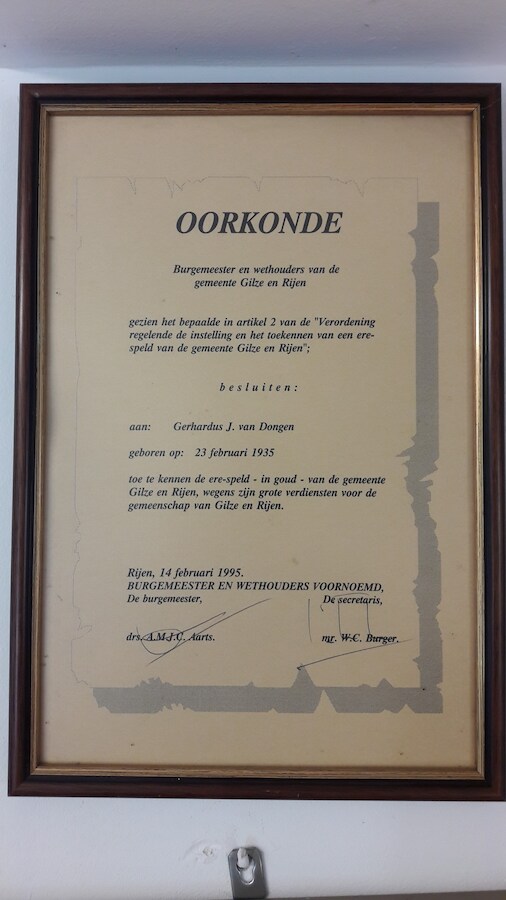 OORKONDE
Burgemeester en wethouders van de
gemeente Gilze en Rijen
gezien het bepaalde in artikel 2 van de "Verordening
regelende de instelling en het toekennen van een ere-
speld van de gemeente Gilze en Rijen";
besluiten:
aan: Gerhardus J. van Dongen
geboren op: 23 februari 1935
toe te kennen de ere-speld - in goud - van de gemeente
Gilze en Rijen, wegens zijn grote verdiensten voor de
gemeenschap van Gilze en Rijen.
Rijen, 14 februari 1995.
BURGEMEESTER EN WETHOUDERS VOORNOEMD,
De burgemeester, De secretaris,
drs. A.M.J.C. Aarts. mr. W.C. Burger.